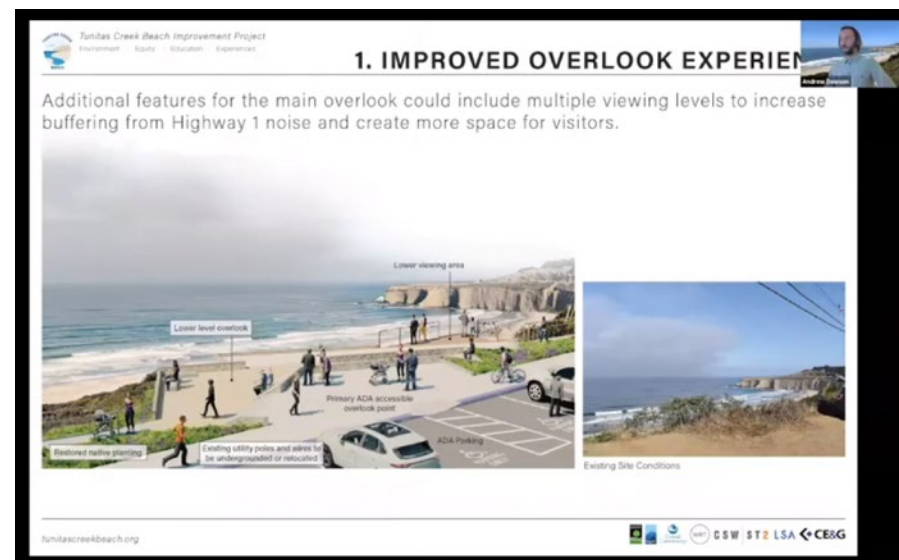 Tunitas Creek Beach Improvement Project
Environment Equity Education Experiences
1. IMPROVED OVERLOOK EXPERIEN
Andrew Dawson
Additional features for the main overlook could include multiple viewing levels to increase
buffering from Highway 1 noise and create more space for visitors.
Lower viewing area
Lower level overlook
Primary ADA accessible
overlook point
ADA Parking
Restored native planting
Existing utility poles and wires to
be undergrounded or relocated
Existing Site Conditions
tunitascreekbeach.org
CSW ST2 LSA CE&G